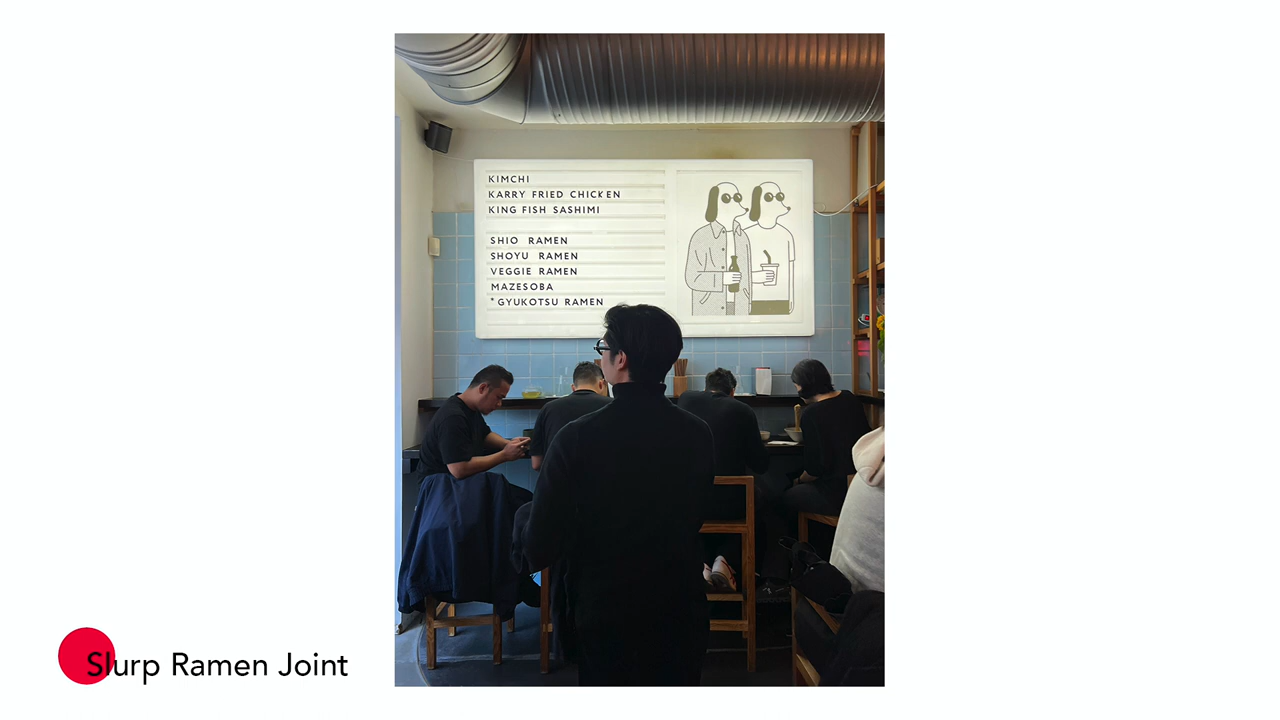 KIMCHI
KARRY FRIED CHICKEN
KING FISH SASHIMI
SHIO RAMEN
SHOYU RAMEN
VEGGIE RAMEN
MAZESOBA
*GYUKOTSU RAMEN
Slurp Ramen Joint